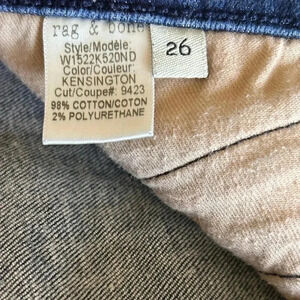 rag & bone
Style/Modèle:
W1522K520ND
Color/Couleur:
KENSINGTON
Cut/Coupe#: 9423
98% COTTON/COTON
2% POLYURETHANE
26